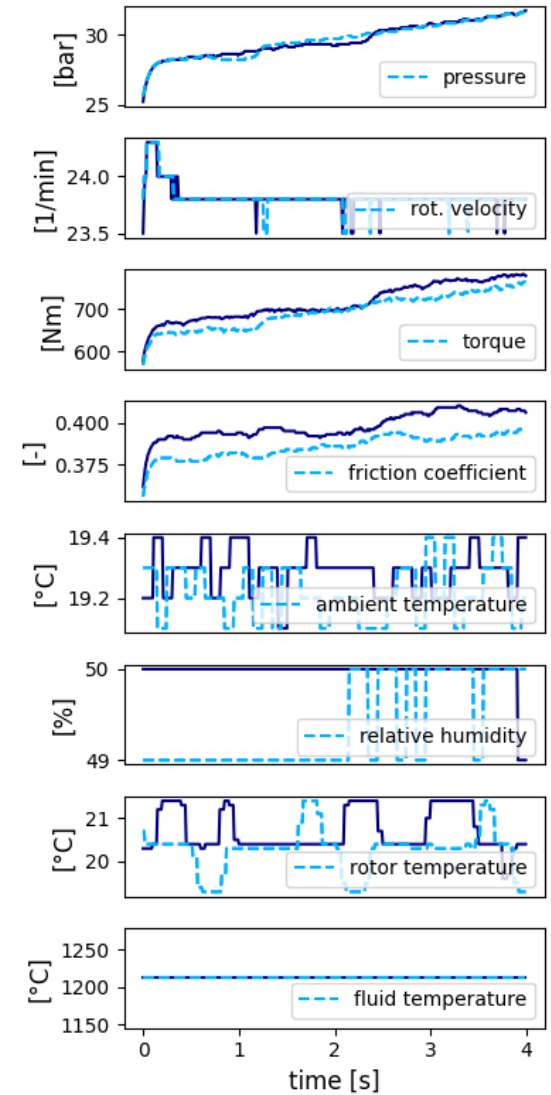 [bar]
30
25
pressure
[1/min]
24.0
23.5
rot. velocity
[Nm]
700
600
torque
[-]
0.400
0.375
friction coefficient
[°C]
19.4
19.2
ambient temperature
[%]
50
49
relative humidity
[°C]
21
20
rotor temperature
[°C]
1250
1200
1150
fluid temperature
0 1 2 3 4
time [s]